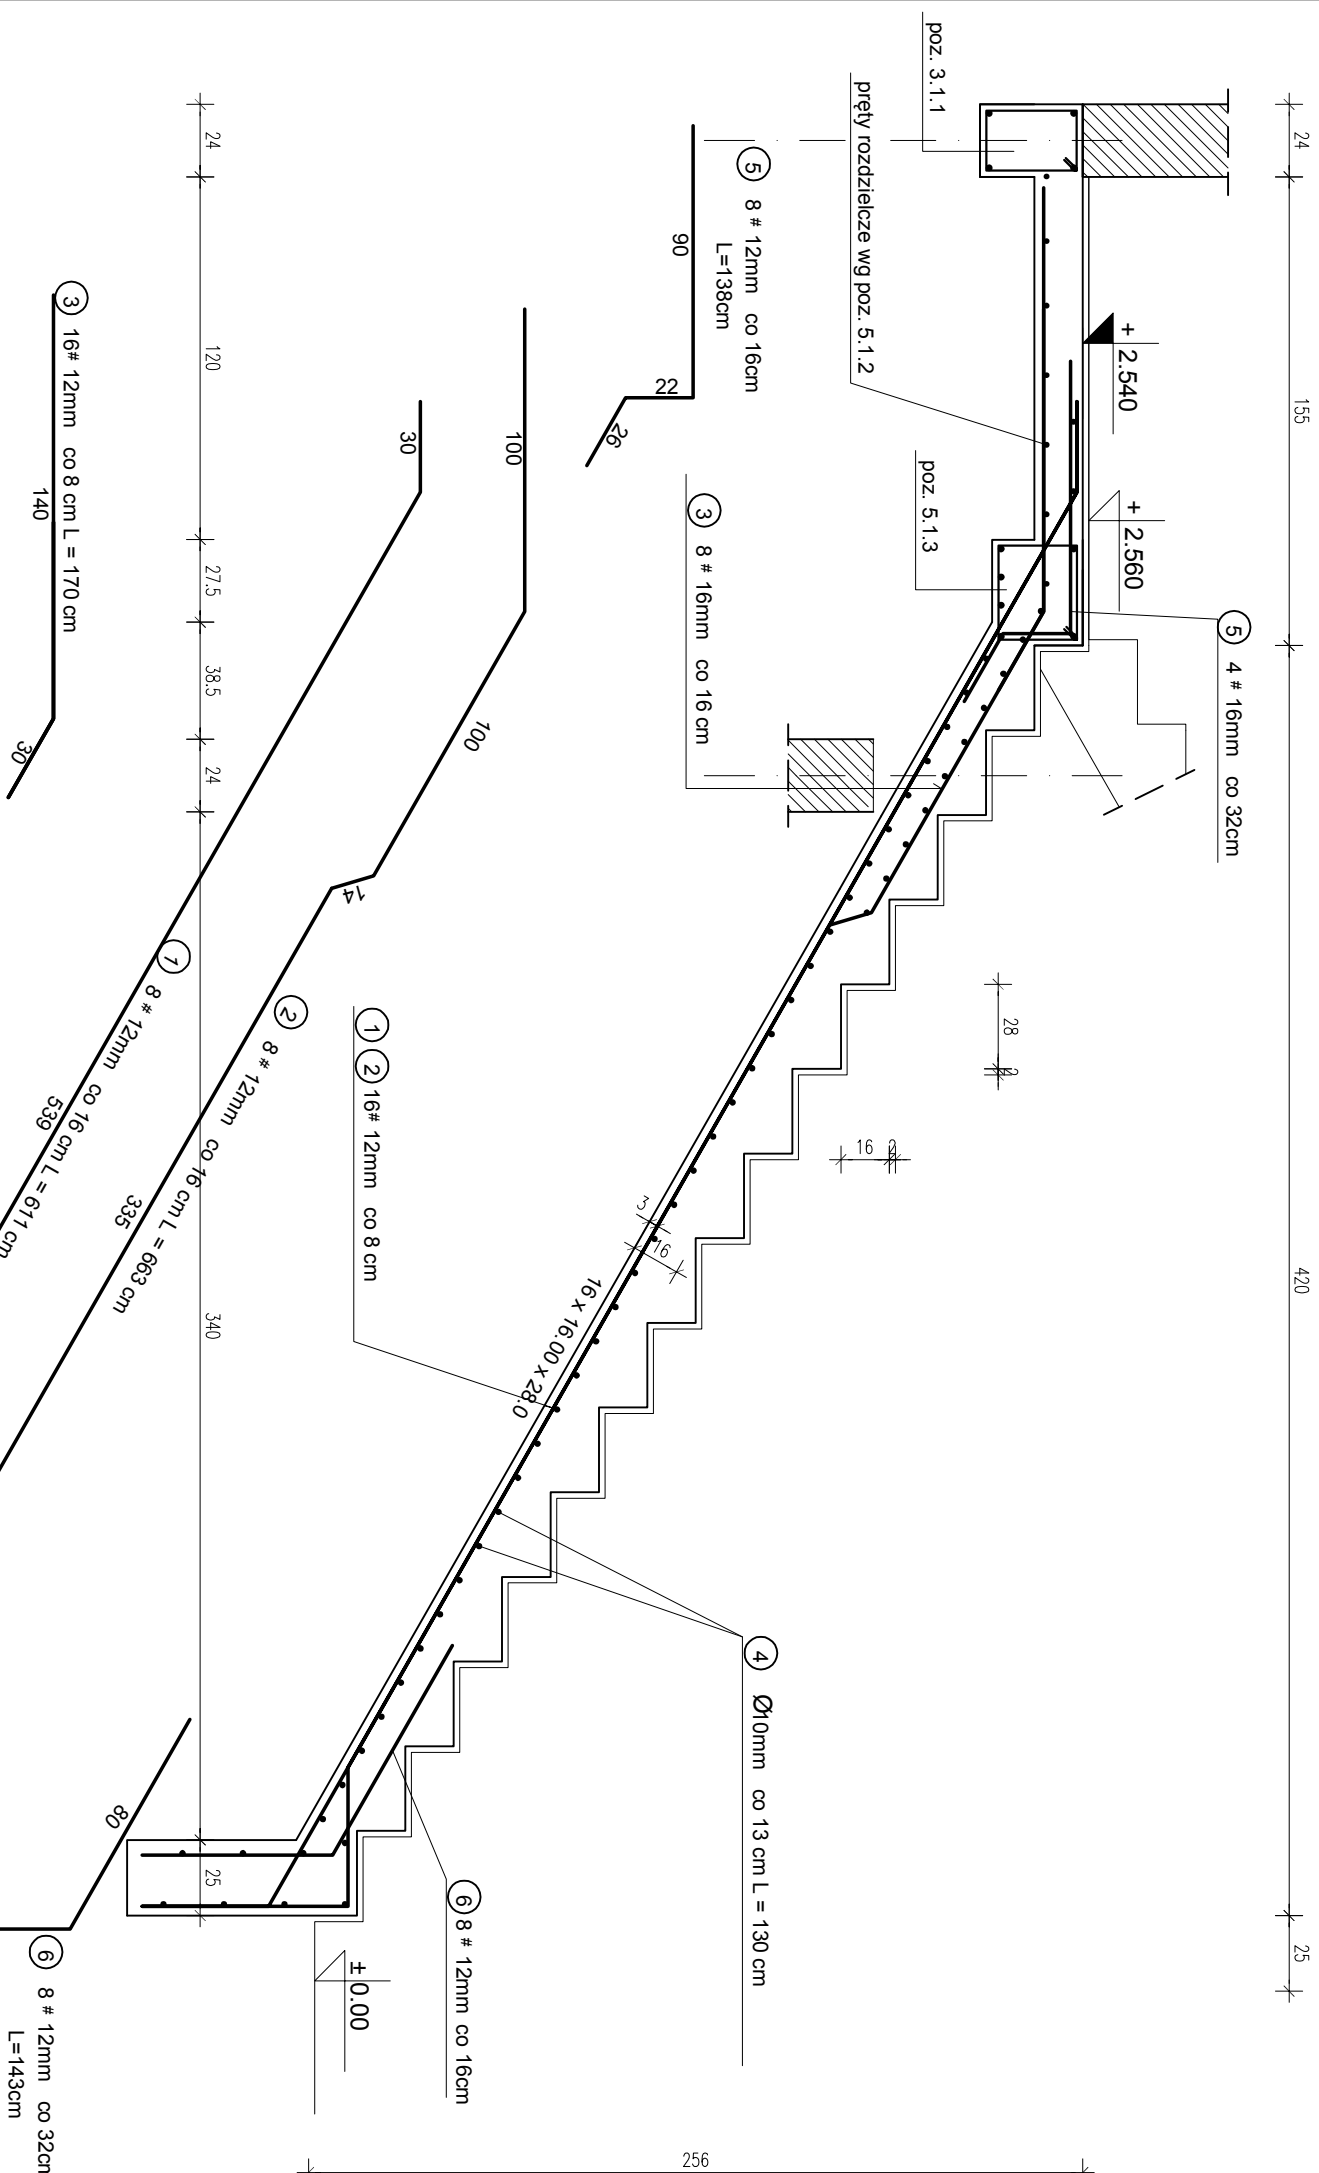 24
155
420
25
+ 2.540
+ 2.560
5 4 # 16mm co 32cm
poz. 3.1.1
pręty rozdzielcze wg poz. 5.1.2
poz. 5.1.3
5 8 # 12mm co 16cm
L=138cm
90
22
26
3 8 # 16mm co 16 cm
28
2
16
2
3
16
16 x 16.00 x 28.0
4 Ø10mm co 13 cm L = 130 cm
100
100
14
335
2 8 # 12mm co 16 cm L = 663 cm
1 2 16# 12mm co 8 cm
30
539
1 8 # 12mm co 16 cm L = 611 cm
6 8 # 12mm co 16cm
± 0.00
24
120
27.5
38.5
24
340
25
3 16# 12mm co 8 cm L = 170 cm
140
30
80
6 8 # 12mm co 32cm
L=143cm
256